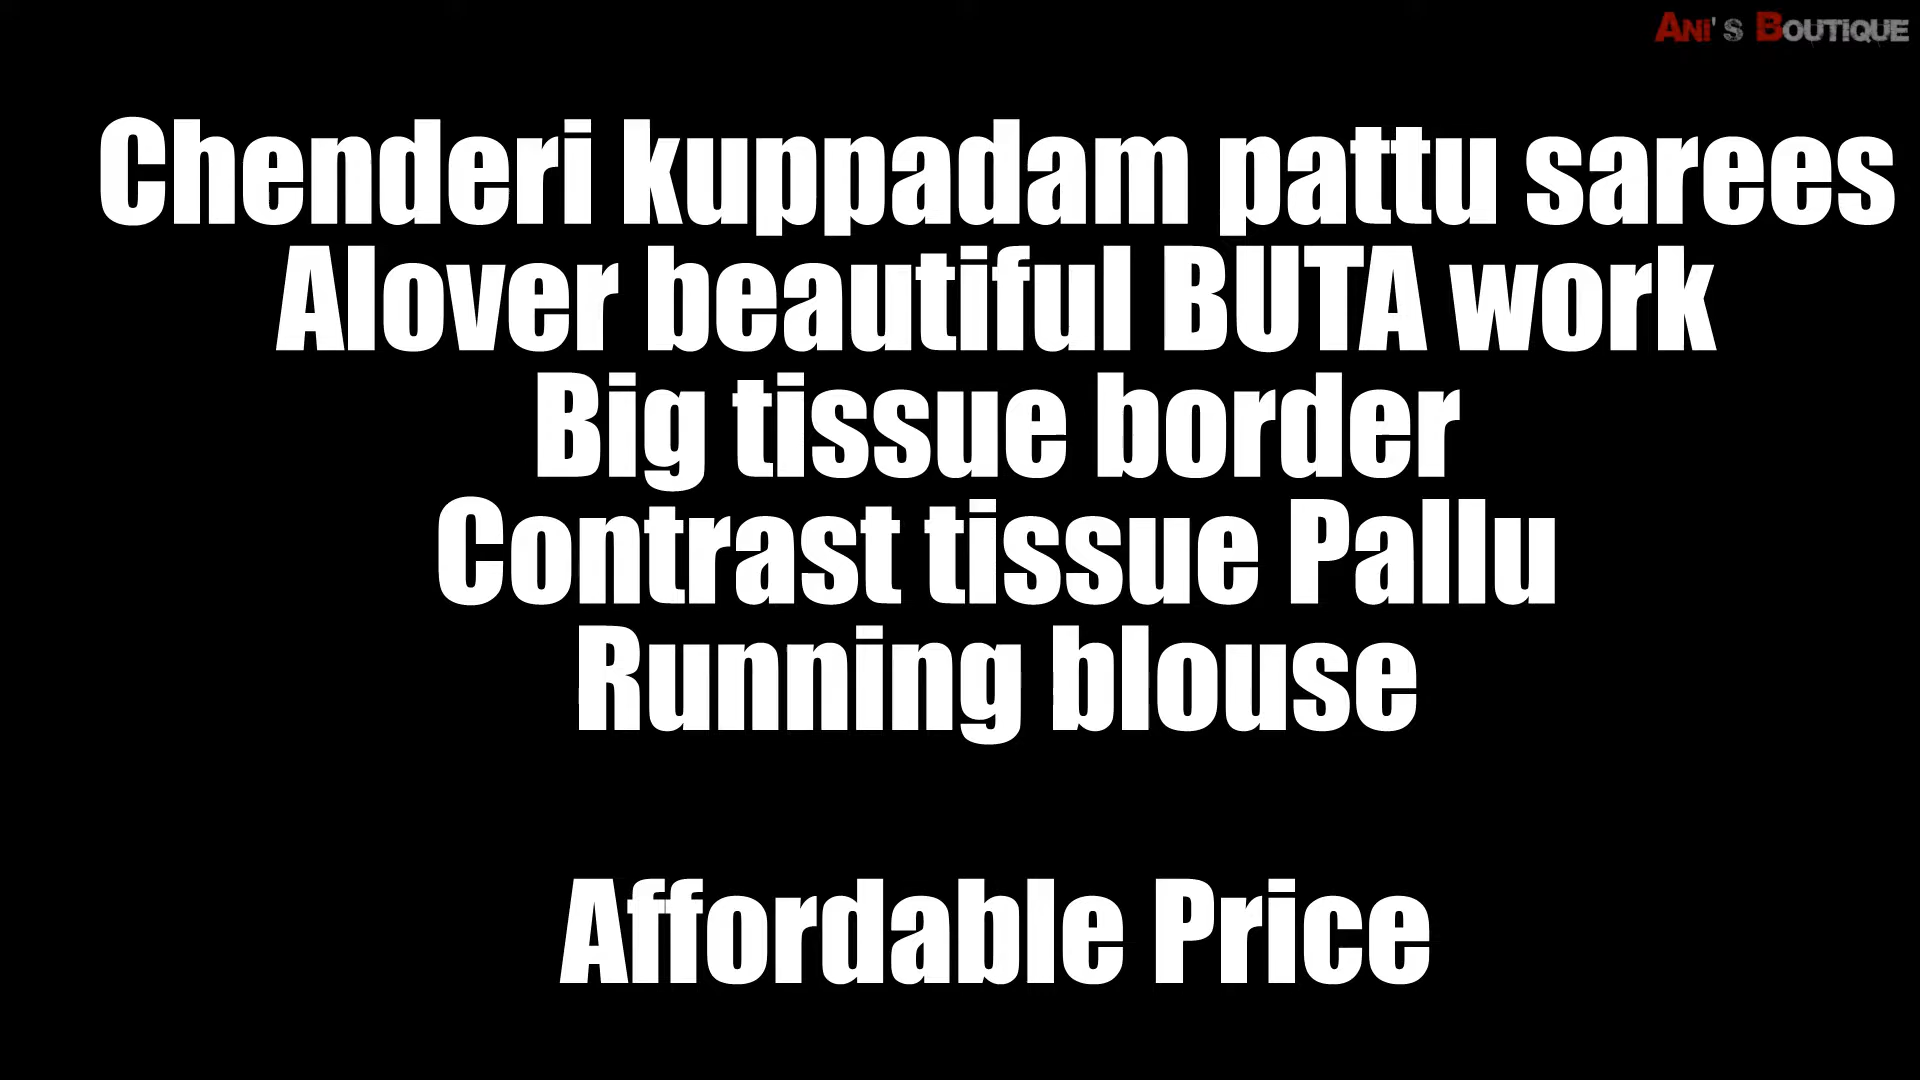 Ani's Boutique
Chenderi kuppadam pattu sarees
Alover beautiful BUTA work
Big tissue border
Contrast tissue Pallu
Running blouse
Affordable Price